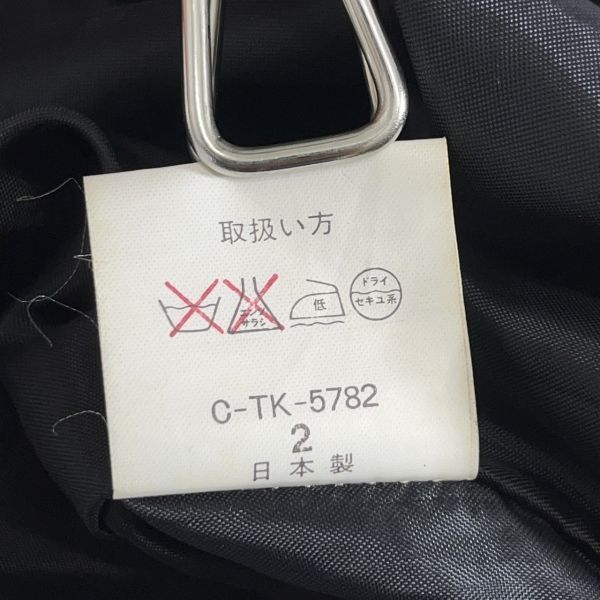 取扱い方
エンソ
サラシ
低
ドライ
セキユ系
C-TK-5782
2
日本製